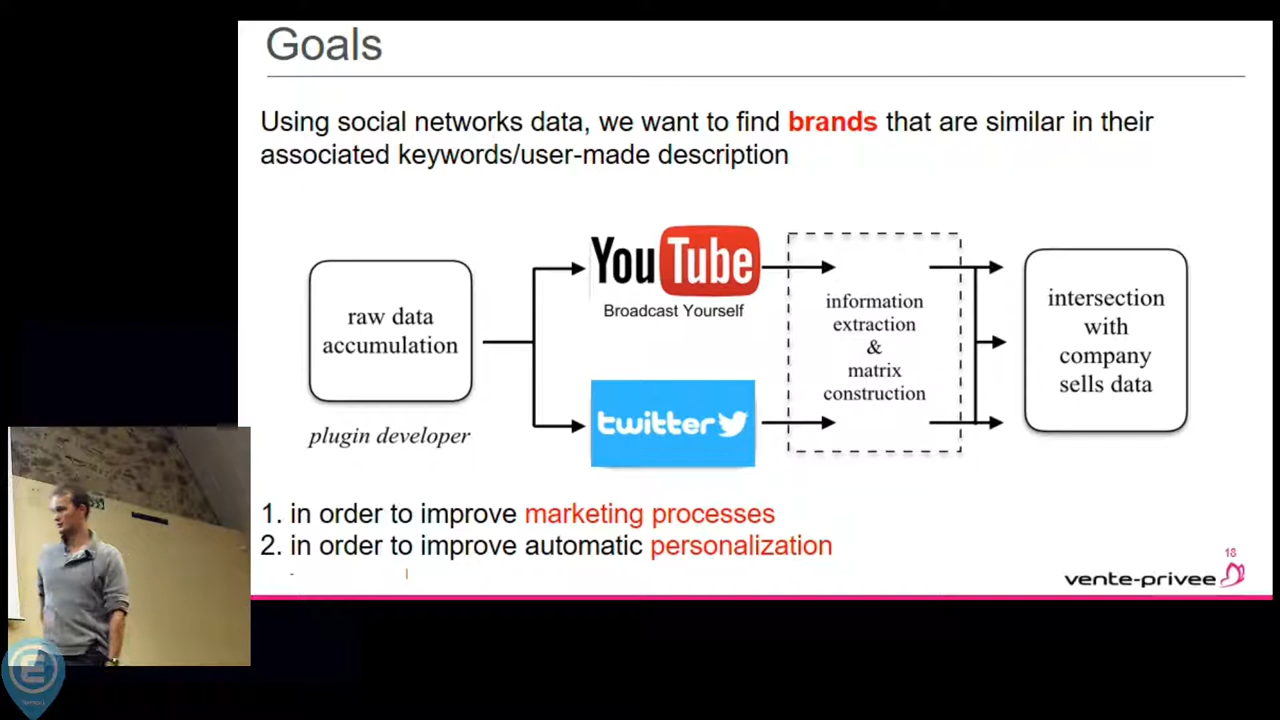 Goals
Using social networks data, we want to find brands that are similar in their
associated keywords/user-made description
raw data
accumulation
plugin developer
YouTube
Broadcast Yourself
twitter
information
extraction
&
matrix
construction
intersection
with
company
sells data
1. in order to improve marketing processes
2. in order to improve automatic personalization
18
vente-privee